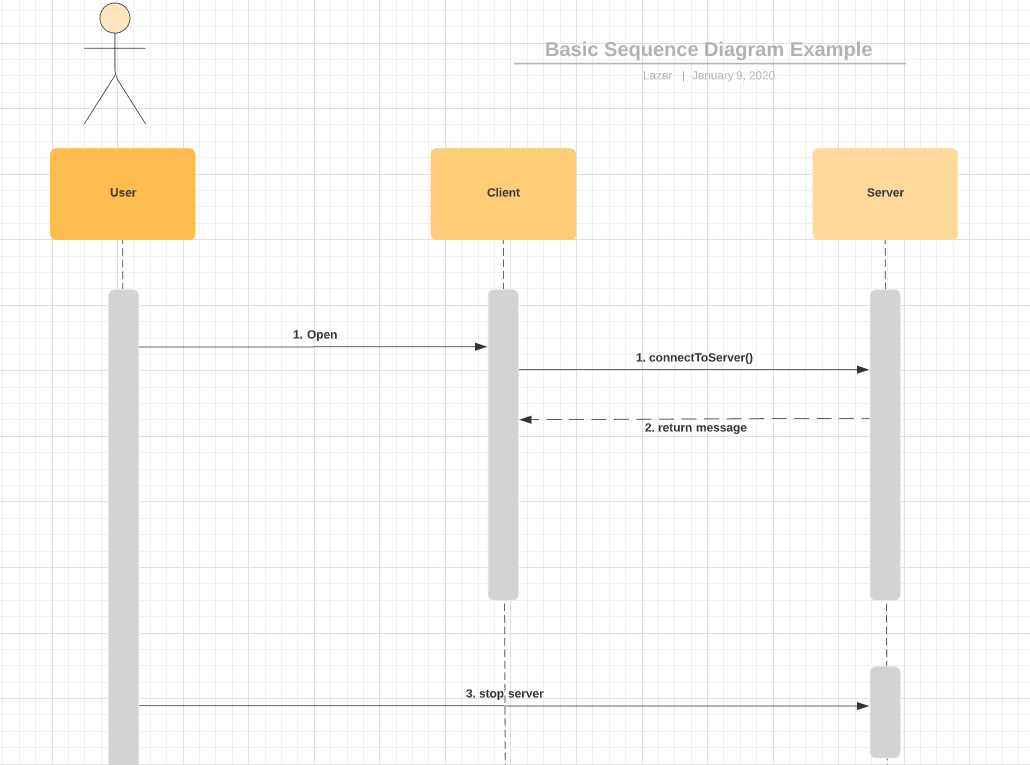 Basic Sequence Diagram Example
Lazar | January 9, 2020
User
Client
Server
1. Open
1. connectToServer()
2. return message
3. stop server